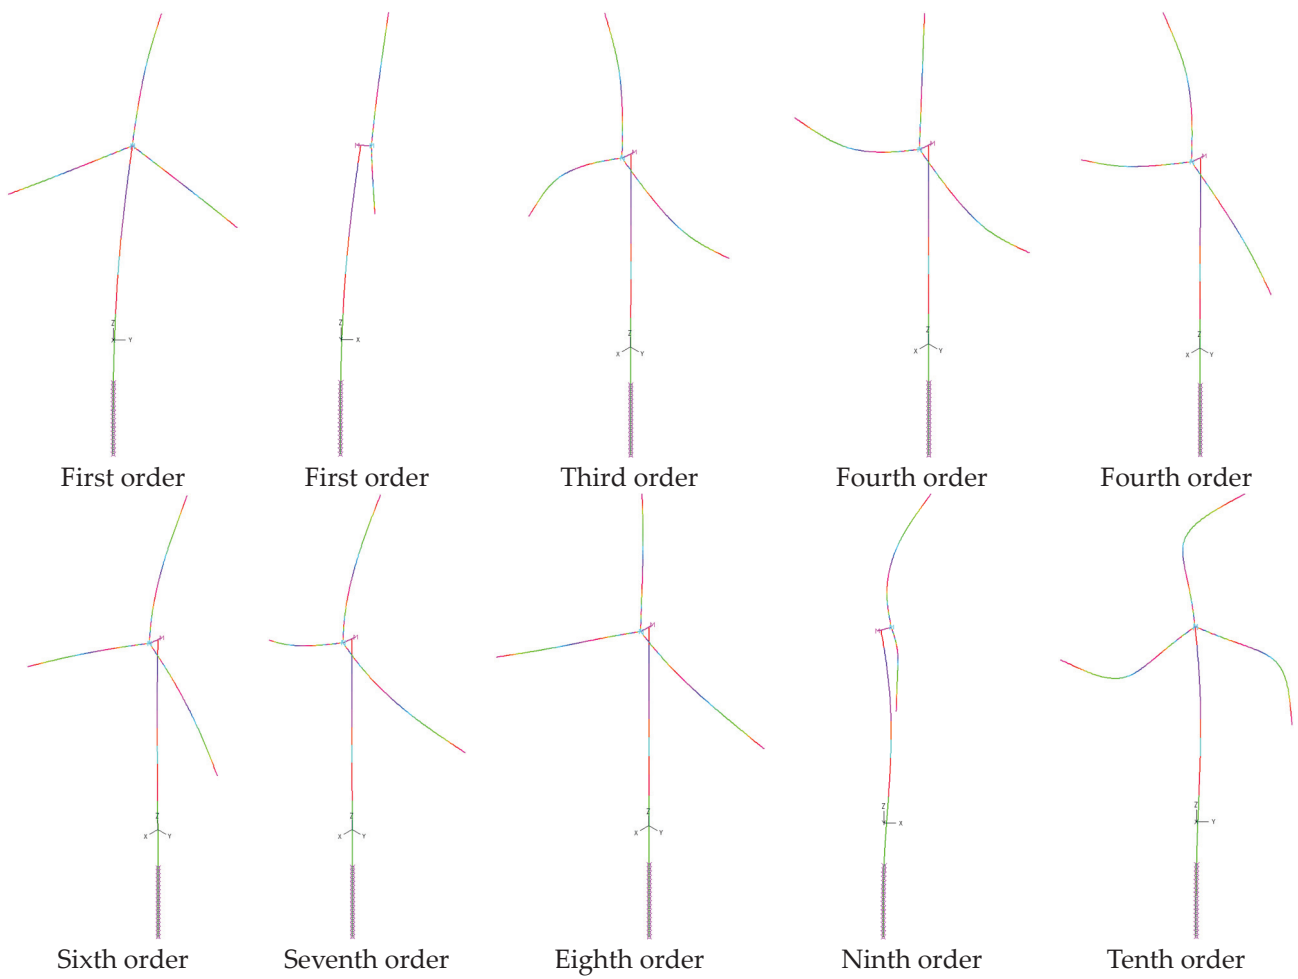 M
Z
X Y
First order
M
Z
Y X
First order
M
Z
X Y
Third order
M
Z
X Y
Fourth order
M
Z
X Y
Fourth order
M
Z
X Y
Sixth order
M
Z
X Y
Seventh order
M
Z
X Y
Eighth order
M
Z
Y X
Ninth order
Z
X Y
Tenth order